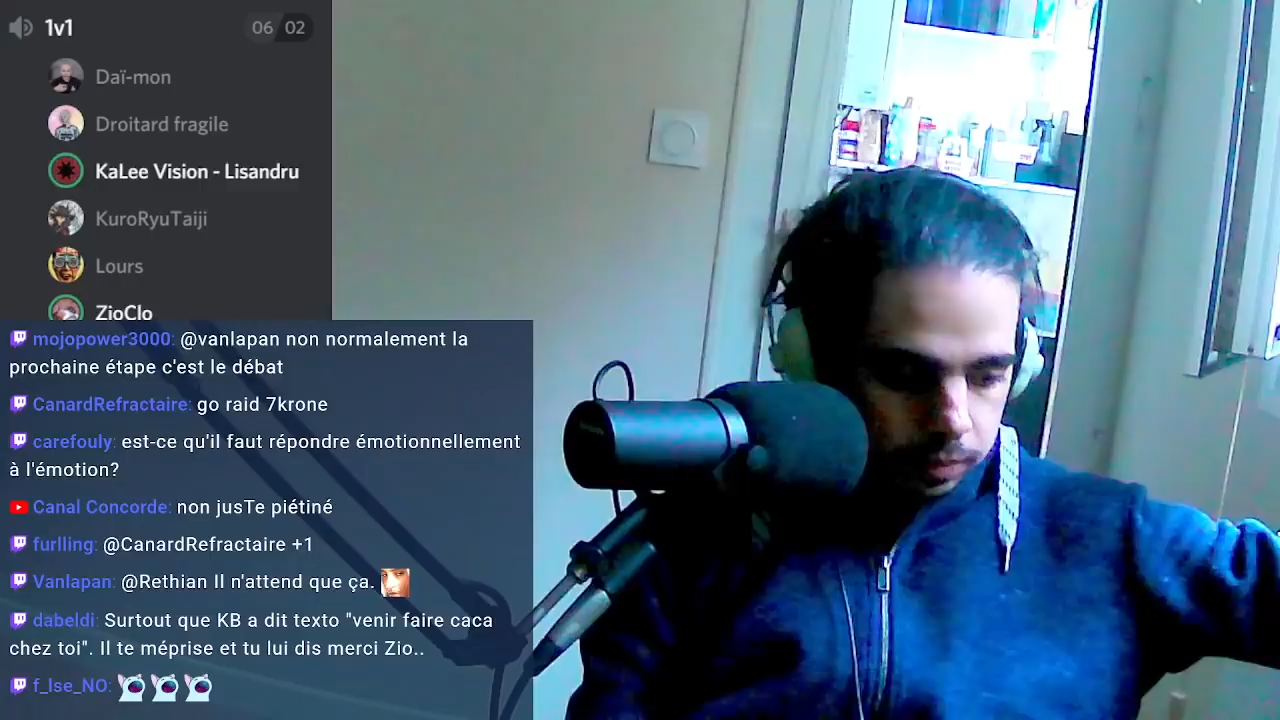 1v1 06 02
Daï-mon
Droitard fragile
KaLee Vision - Lisandru
KuroRyuTaiji
Lours
ZioClo
mojopower3000: @vanlapan non normalement la
prochaine étape c'est le débat
CanardRefractaire: go raid 7krone
carefouly: est-ce qu'il faut répondre émotionnellement
à l'émotion?
Canal Concorde: non jusTe piétiné
furlling: @CanardRefractaire +1
Vanlapan: @Rethian Il n'attend que ça.
dabeldi: Surtout que KB a dit texto "venir faire caca
chez toi". Il te méprise et tu lui dis merci Zio..
f_lse_NO: